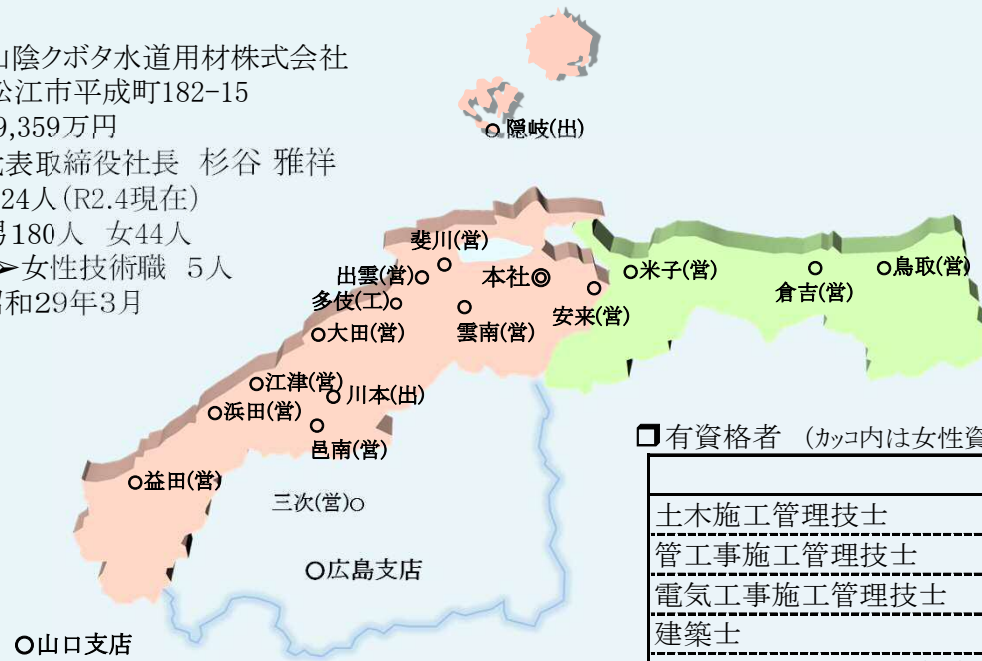 山陰クボタ水道用材株式会社
松江市平成町182-15
9,359万円
代表取締役社長 杉谷 雅祥
224人(R2.4現在)
男180人 女44人
➢女性技術職 5人
昭和29年3月
隠岐(出)
斐川(営)
出雲(営)
本社
多伎(工)
雲南(営)
安来(営)
米子(営)
倉吉(営)
鳥取(営)
大田(営)
江津(営)
川本(出)
浜田(営)
邑南(営)
益田(営)
三次(営)
広島支店
山口支店
❒有資格者 (カッコ内は女性資
土木施工管理技士
管工事施工管理技士
電気工事施工管理技士
建築士